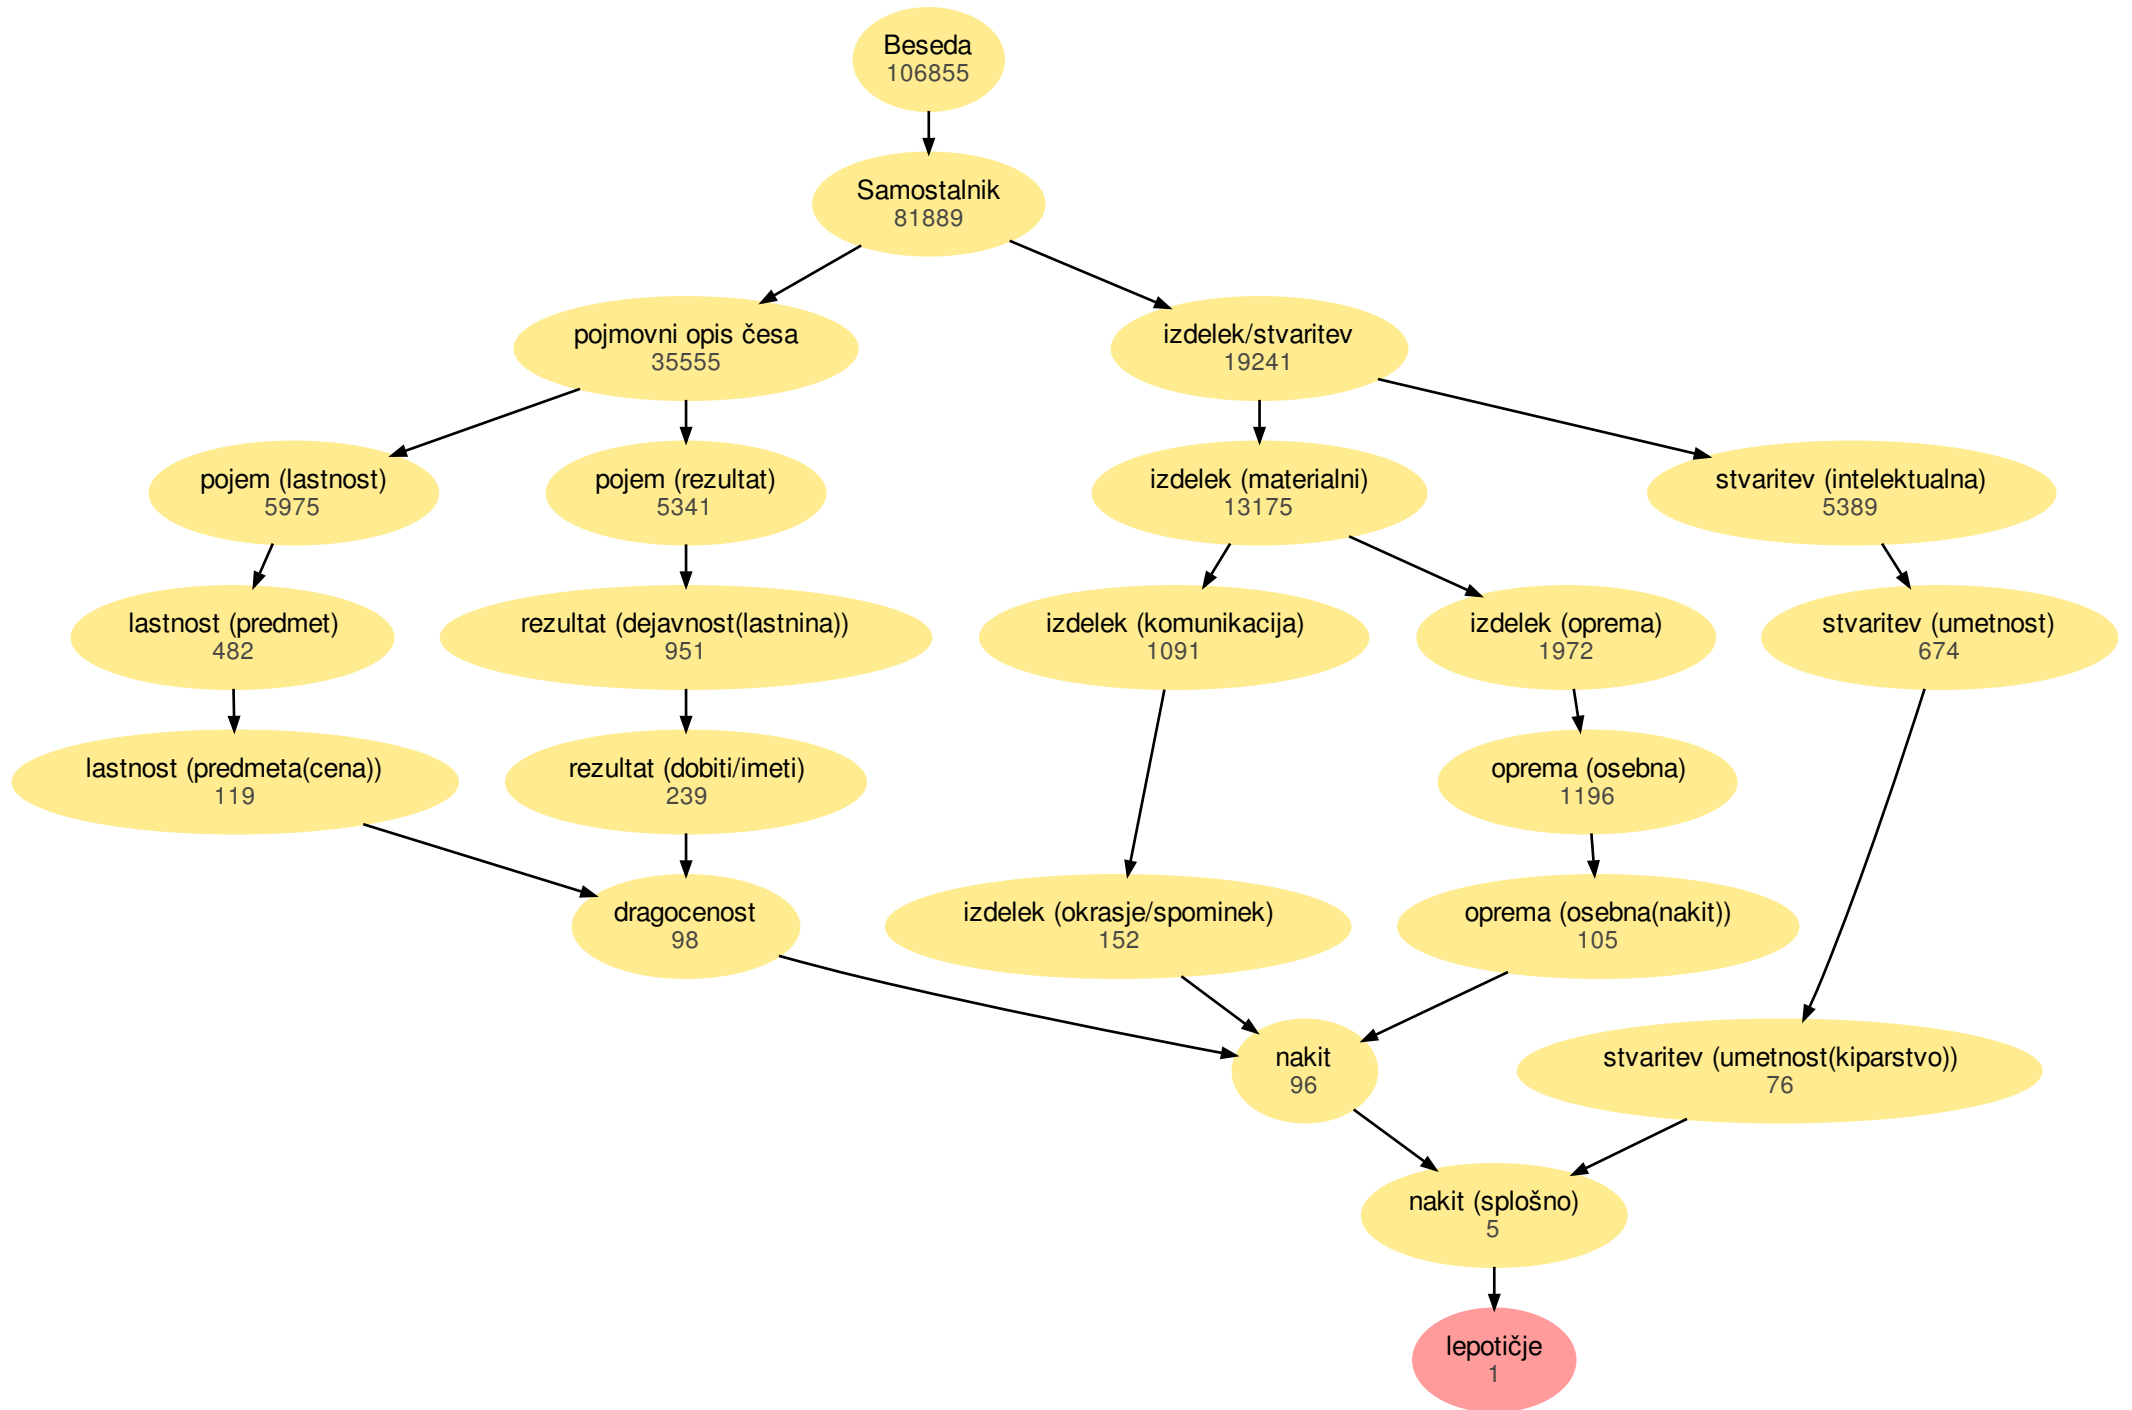 Beseda
106855
Samostalnik
81889
pojmovni opis česa
35555
izdelek/stvaritev
19241
pojem (lastnost)
5975
pojem (rezultat)
5341
izdelek (materialni)
13175
stvaritev (intelektualna)
5389
lastnost (predmet)
482
rezultat (dejavnost(lastnina))
951
izdelek (komunikacija)
1091
izdelek (oprema)
1972
stvaritev (umetnost)
674
lastnost (predmeta(cena))
119
rezultat (dobiti/imeti)
239
oprema (osebna)
1196
dragocenost
98
izdelek (okrasje/spominek)
152
oprema (osebna(nakit))
105
nakit
96
stvaritev (umetnost(kiparstvo))
76
nakit (splošno)
5
lepotičje
1